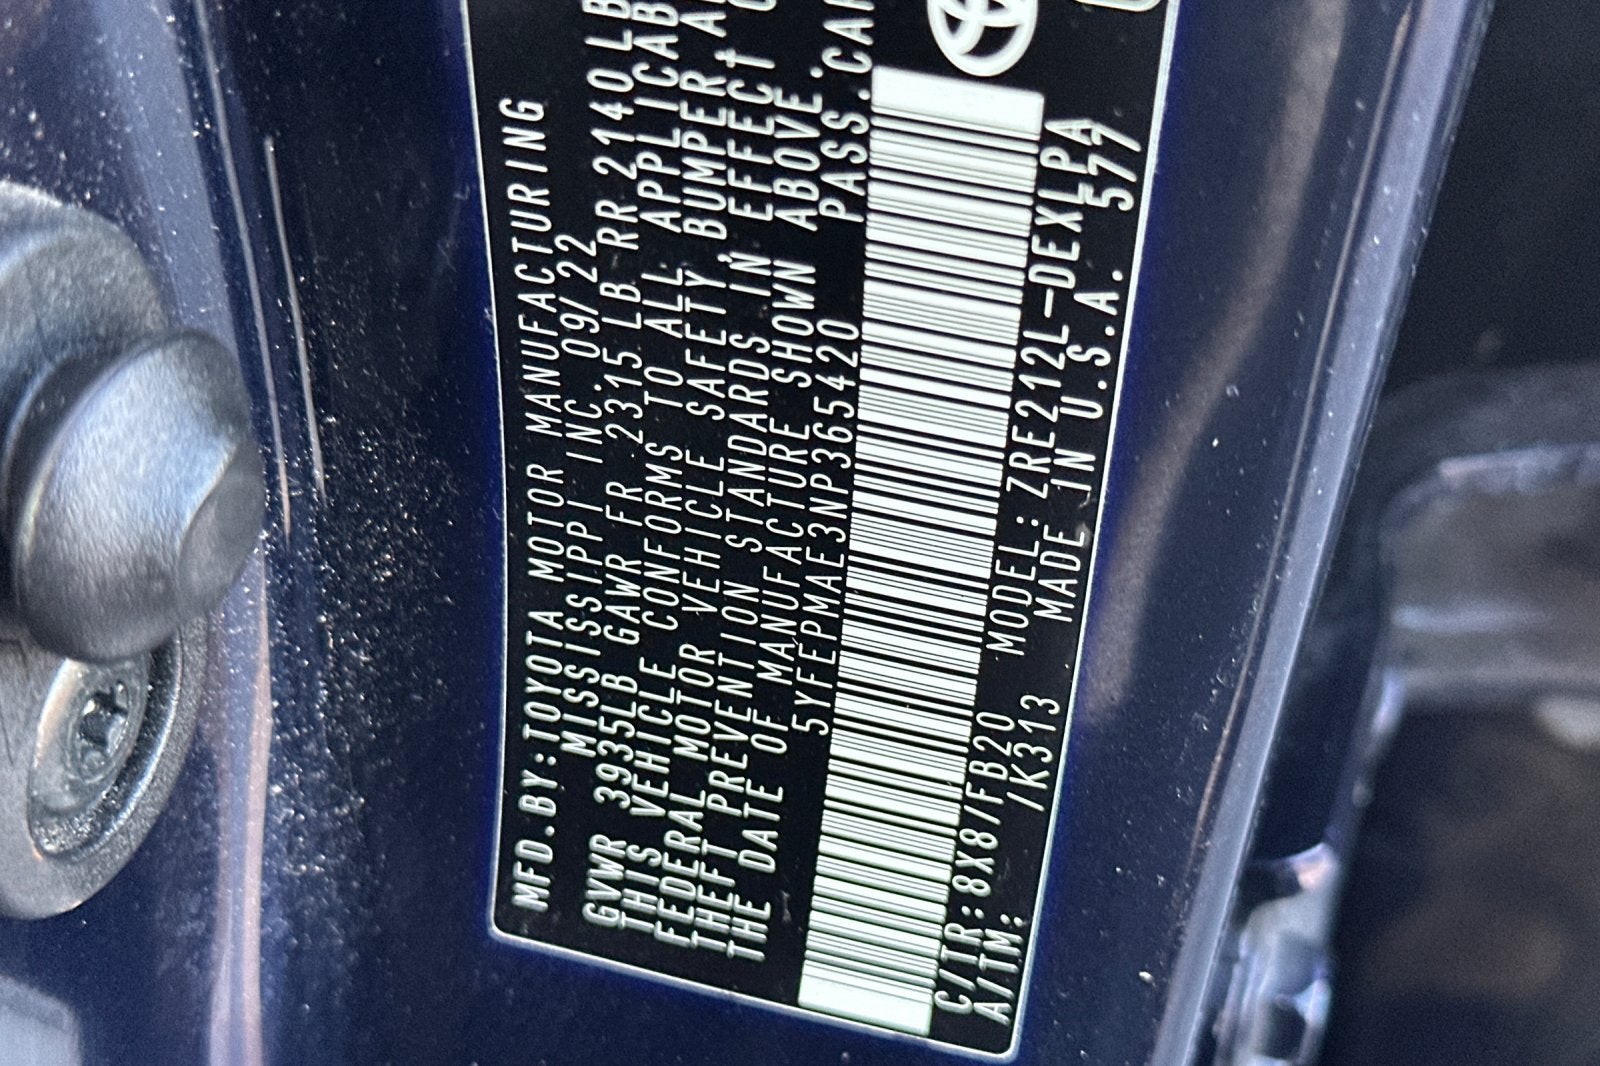 MFD.BY:TOYOTA MOTOR MANUFACTURING
MISSISSIPPI INC. 09/22
GVWR 3935LB GAWR FR 2315 LB RR 2140LB
THIS VEHICLE CONFORMS TO ALL APPLICAB
FEDERAL MOTOR VEHICLE SAFETY BUMPER A
THEFT PREVENTION STANDARDS IN EFFECT O
THE DATE OF MANUFACTURE SHOWN ABOVE.
5YFEPMAE3NP365420 PASS.CAR
C/TR:8X8/FB20 MODEL:ZRE212L-DEXLPA
A/TM: /K313 MADE IN U.S.A. 577